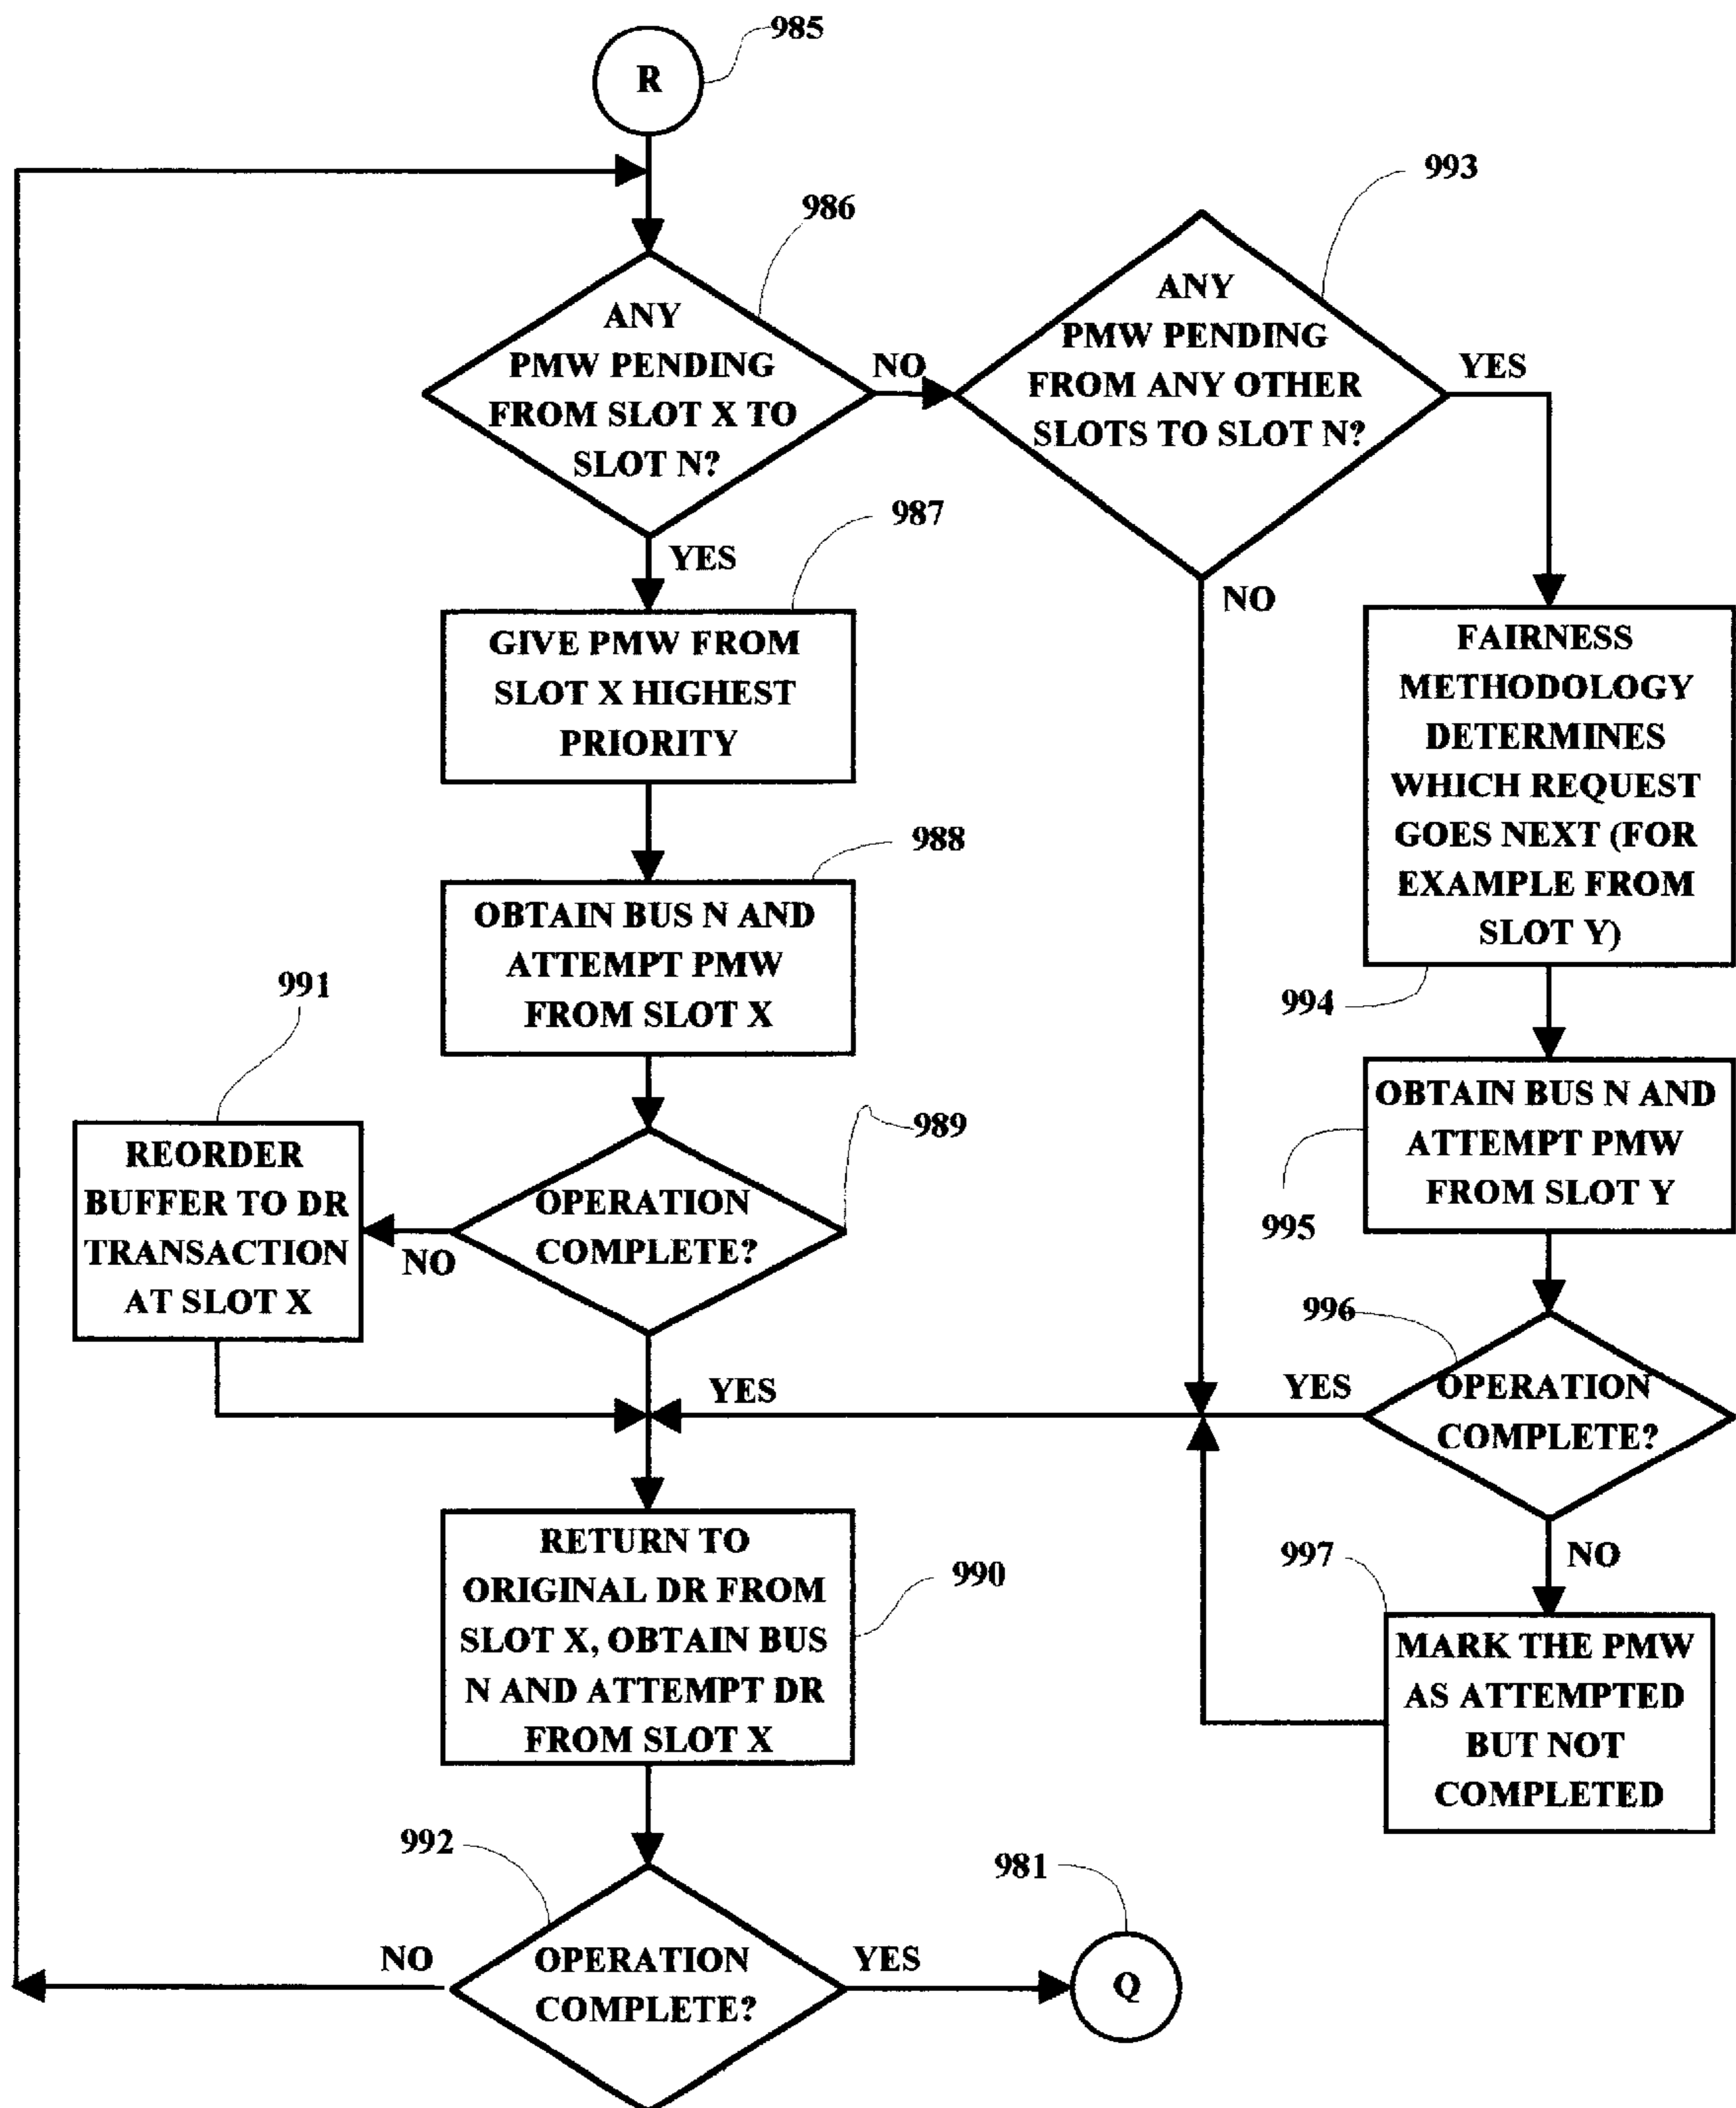 985
R
993
986
ANY
PMW PENDING
FROM SLOT X TO
SLOT N?
NO
ANY
PMW PENDING
FROM ANY OTHER
SLOTS TO SLOT N?
YES
987
YES
NO
GIVE PMW FROM
SLOT X HIGHEST
PRIORITY
FAIRNESS
METHODOLOGY
DETERMINES
WHICH REQUEST
GOES NEXT (FOR
EXAMPLE FROM
SLOT Y)
988
994
OBTAIN BUS N AND
ATTEMPT PMW
FROM SLOT X
991
OBTAIN BUS N AND
ATTEMPT PMW
FROM SLOT Y
995
989
REORDER
BUFFER TO DR
TRANSACTION
AT SLOT X
NO
OPERATION
COMPLETE?
996
YES
YES
OPERATION
COMPLETE?
RETURN TO
ORIGINAL DR FROM
SLOT X, OBTAIN BUS
N AND ATTEMPT DR
FROM SLOT X
990
997
NO
MARK THE PMW
AS ATTEMPTED
BUT NOT
COMPLETED
992
981
NO
OPERATION
COMPLETE?
YES
Q